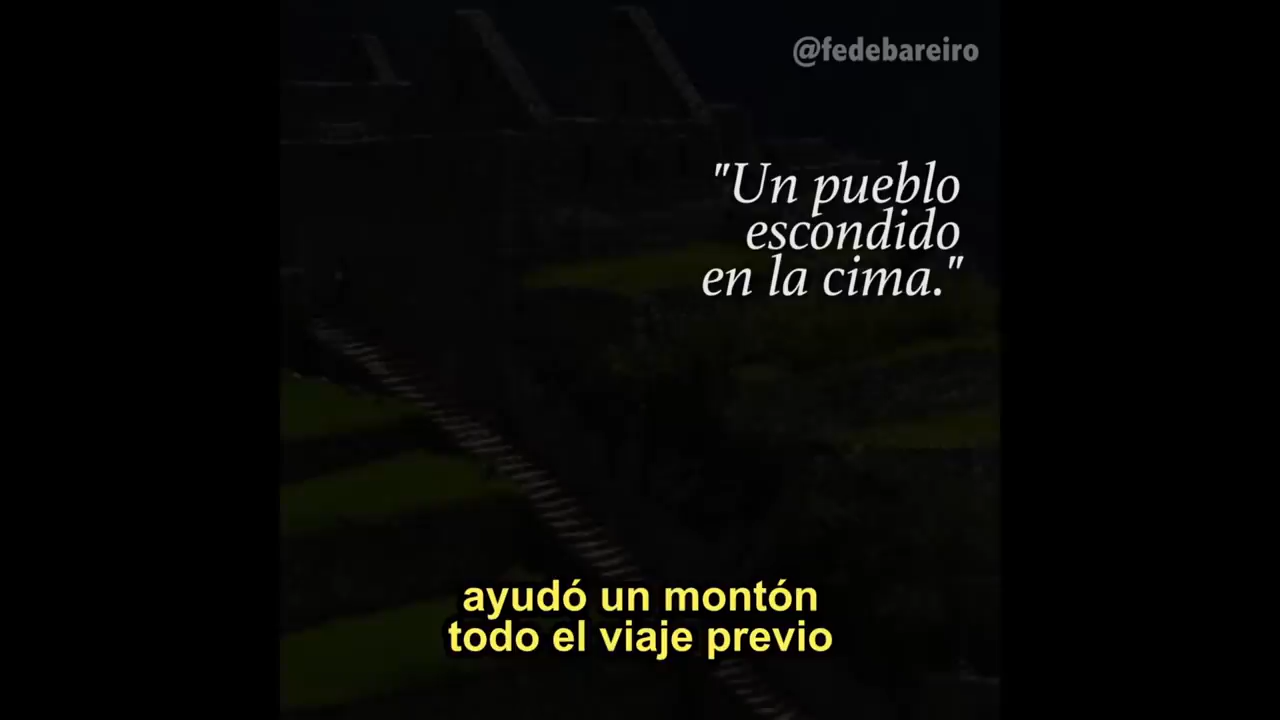 @fedebareiro
"Un pueblo
escondido
en la cima."
ayudó un montón
todo el viaje previo